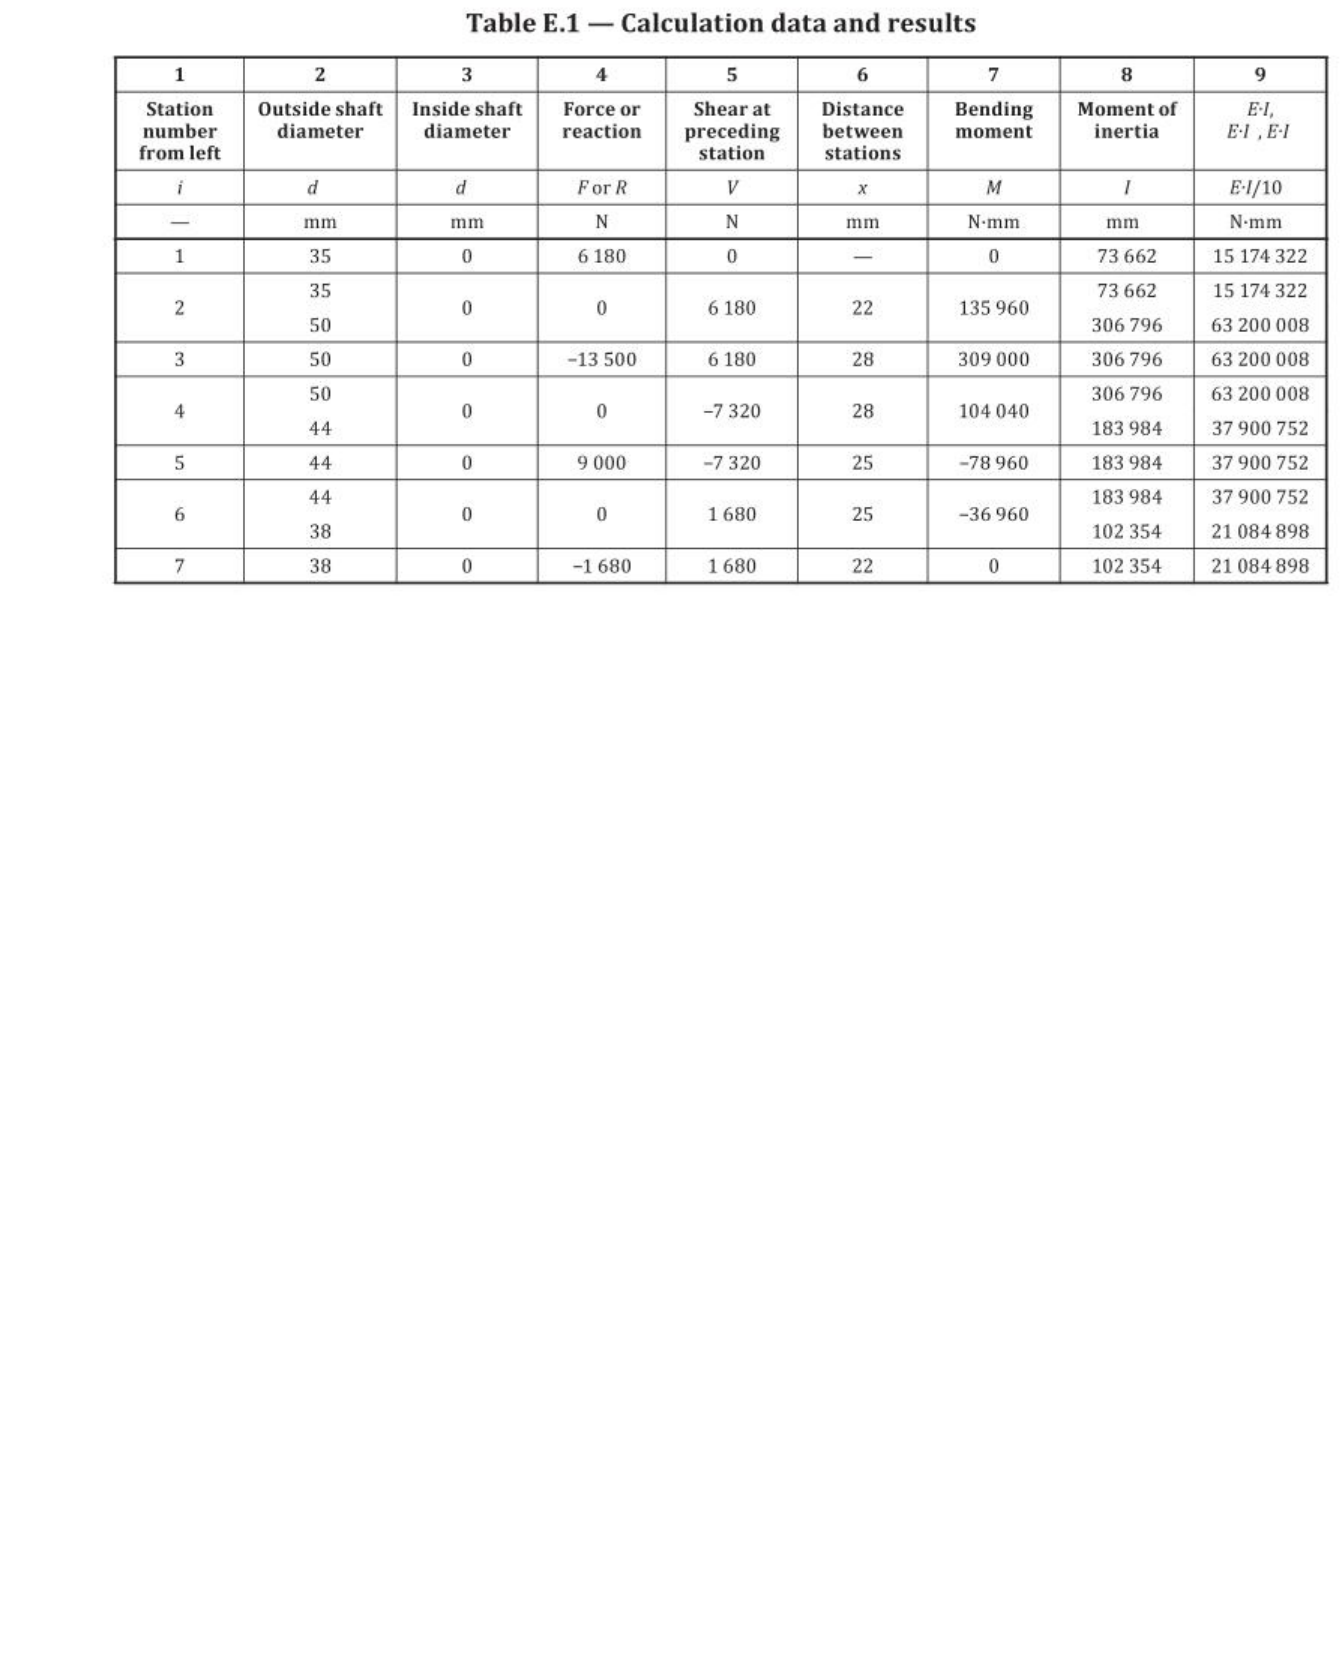 Table E.1 — Calculation data and results
1 2 3 4 5 6 7 8 9
Station number from left Outside shaft diameter Inside shaft diameter Force or reaction Shear at preceding station Distance between stations Bending moment Moment of inertia E·I, E·I , E·I
i d d F or R V x M I E·I/10
— mm mm N N mm N·mm mm N·mm
1 35 0 6 180 0 — 0 73 662 15 174 322
35 73 662 15 174 322
2 0 0 6 180 22 135 960
50 306 796 63 200 008
3 50 0 –13 500 6 180 28 309 000 306 796 63 200 008
50 306 796 63 200 008
4 0 0 –7 320 28 104 040
44 183 984 37 900 752
5 44 0 9 000 –7 320 25 –78 960 183 984 37 900 752
44 183 984 37 900 752
6 0 0 1 680 25 –36 960
38 102 354 21 084 898
7 38 0 –1 680 1 680 22 0 102 354 21 084 898